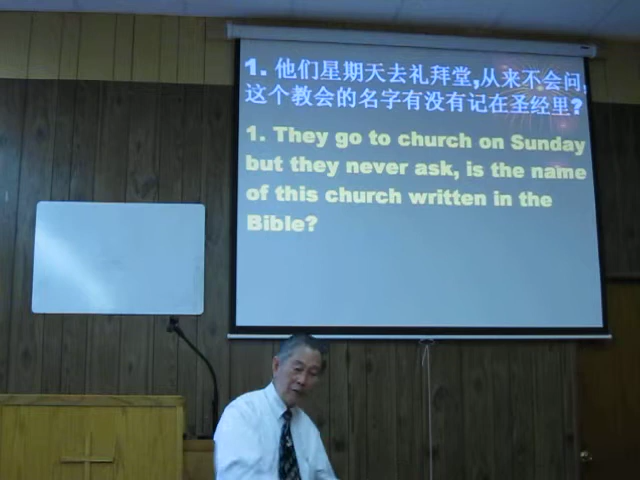 1. 他们星期天去礼拜堂,从来不会问,
这个教会的名字有没有记在圣经里?
1. They go to church on Sunday
but they never ask, is the name
of this church written in the
Bible?